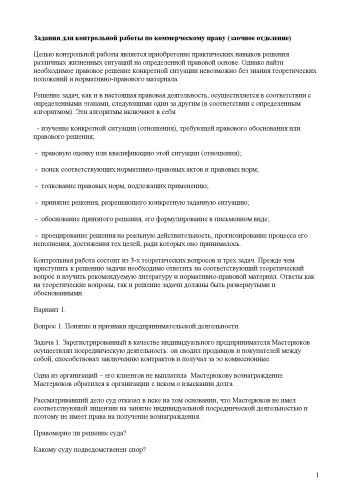 Задания для контрольной работы по коммерческому праву (заочное отделение)
Целью контрольной работы является приобретение практических навыков решения
различных жизненных ситуаций на определенной правовой основе. Однако найти
необходимое правовое решение конкретной ситуации невозможно без знания теоретических
положений и нормативно-правового материала.
Решение задач, как и в настоящая правовая деятельность, осуществляется в соответствии с
определенными этапами, следующими один за другим (в соответствии с определенным
алгоритмом). Эти алгоритмы включают в себя:
- изучение конкретной ситуации (отношения), требующей правового обоснования или
правового решения;
- правовую оценку или квалификацию этой ситуации (отношения);
- поиск соответствующих нормативно-правовых актов и правовых норм;
- толкование правовых норм, подлежащих применению;
- принятие решения, разрешающего конкретную заданную ситуацию;
- обоснование принятого решения, его формулирование в письменном виде;
- проецирование решения на реальную действительность, прогнозирование процесса его
исполнения, достижения тех целей, ради которых оно принималось.
Контрольная работа состоит из 3-х теоретических вопросов и трех задач. Прежде чем
приступить к решению задачи необходимо ответить на соответствующий теоретический
вопрос и изучить рекомендуемую литературу и нормативно-правовой материал. Ответы как
на теоретические вопросы, так и решение задачи должны быть развернутыми и
обоснованными.
Вариант 1.
Вопрос 1. Понятие и признаки предпринимательской деятельности.
Задача 1. Зарегистрированный в качестве индивидуального предпринимателя Мастерюков
осуществлял посредническую деятельность: он сводил продавцов и покупателей между
собой, способствовал заключению контрактов и получал за эо комиссионные.
Одна из организаций – его клиентов не выплатила Мастерюкову вознаграждение.
Мастерюков обратился к организации с иском о взыскании долга.
Рассматривавший дело суд отказал в иске на том основании, что Мастерюков не имел
соответствующей лицензии на занятие индивидуальной посреднической деятельностью и
поэтому не имеет права на получение вознаграждения.
Правомерно ли решение суда?
Какому суду подведомственен спор?
1